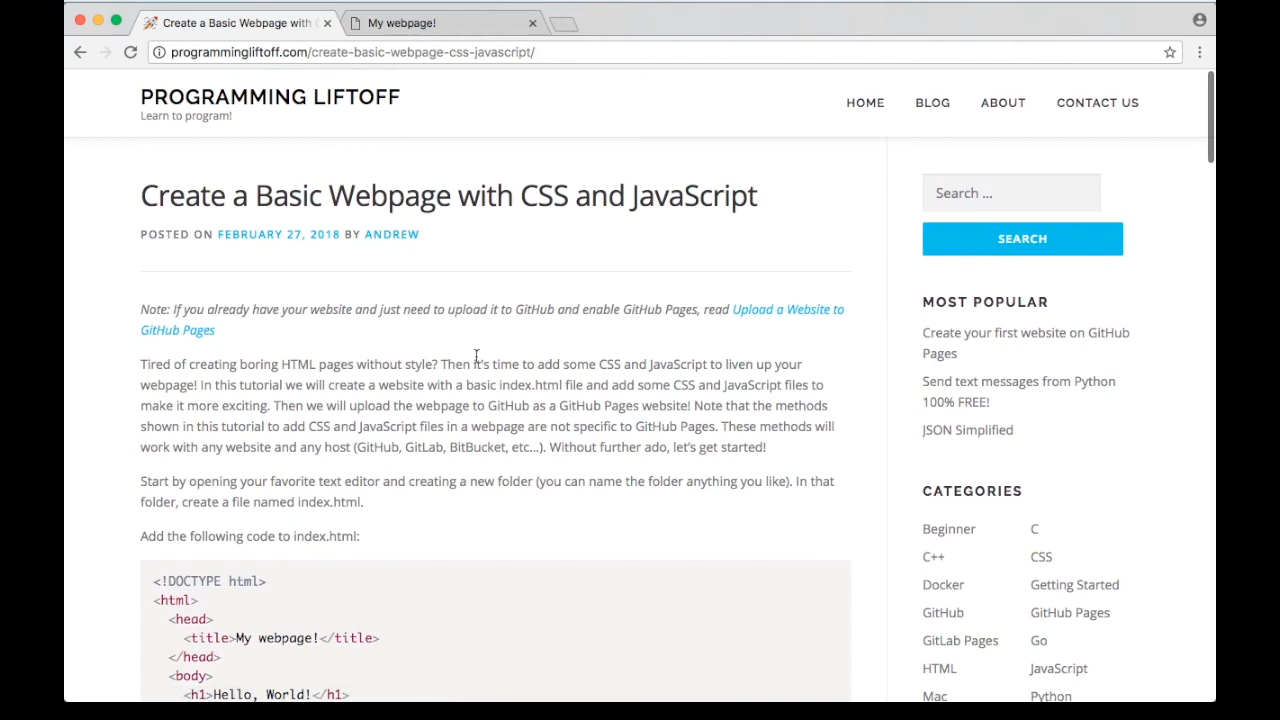 Create a Basic Webpage with C
My webpage!
programmingliftoff.com/create-basic-webpage-css-javascript/
PROGRAMMING LIFTOFF
Learn to program!
HOME BLOG ABOUT CONTACT US
Create a Basic Webpage with CSS and JavaScript
POSTED ON FEBRUARY 27, 2018 BY ANDREW
Note: If you already have your website and just need to upload it to GitHub and enable GitHub Pages, read Upload a Website to
GitHub Pages
Tired of creating boring HTML pages without style? Then it's time to add some CSS and JavaScript to liven up your
webpage! In this tutorial we will create a website with a basic index.html file and add some CSS and JavaScript files to
make it more exciting. Then we will upload the webpage to GitHub as a GitHub Pages website! Note that the methods
shown in this tutorial to add CSS and JavaScript files in a webpage are not specific to GitHub Pages. These methods will
work with any website and any host (GitHub, GitLab, BitBucket, etc...). Without further ado, let's get started!
Start by opening your favorite text editor and creating a new folder (you can name the folder anything you like). In that
folder, create a file named index.html.
Add the following code to index.html:
<!DOCTYPE html>
<html>
<head>
<title>My webpage!</title>
</head>
<body>
<h1>Hello, World!</h1>
Search ...
SEARCH
MOST POPULAR
Create your first website on GitHub
Pages
Send text messages from Python
100% FREE!
JSON Simplified
CATEGORIES
Beginner C
C++ CSS
Docker Getting Started
GitHub GitHub Pages
GitLab Pages Go
HTML JavaScript
Mac Python